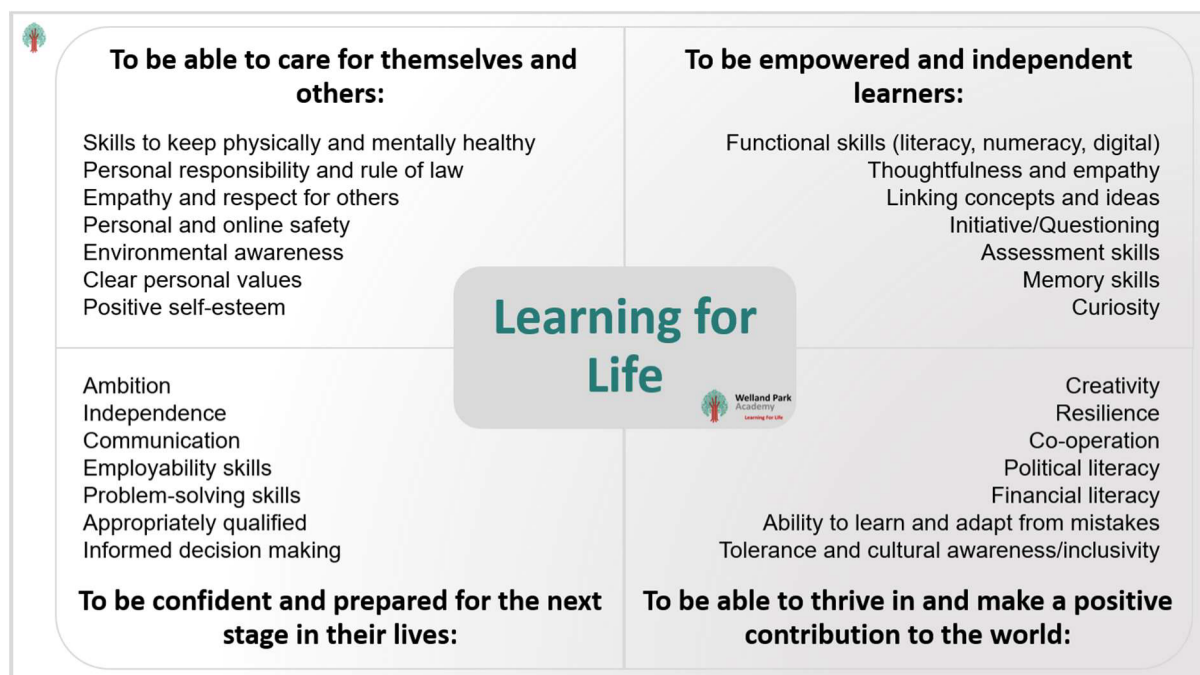 To be able to care for themselves and
others:
Skills to keep physically and mentally healthy
Personal responsibility and rule of law
Empathy and respect for others
Personal and online safety
Environmental awareness
Clear personal values
Positive self-esteem
To be empowered and independent
learners:
Functional skills (literacy, numeracy, digital)
Thoughtfulness and empathy
Linking concepts and ideas
Initiative/Questioning
Assessment skills
Memory skills
Curiosity
Learning for
Life
Welland Park
Academy
Learning For Life
Ambition
Independence
Communication
Employability skills
Problem-solving skills
Appropriately qualified
Informed decision making
To be confident and prepared for the next
stage in their lives:
Creativity
Resilience
Co-operation
Political literacy
Financial literacy
Ability to learn and adapt from mistakes
Tolerance and cultural awareness/inclusivity
To be able to thrive in and make a positive
contribution to the world: